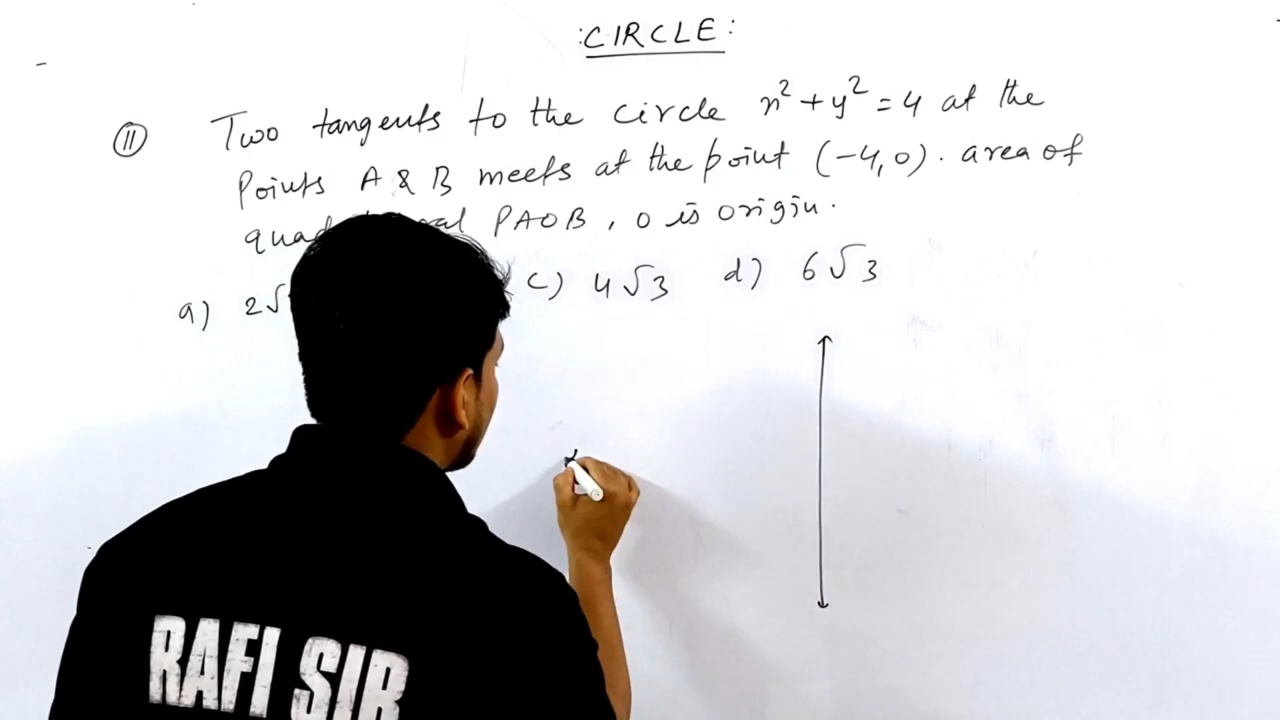 :CIRCLE:
⑪ Two tangents to the circle x²+y²=4 at the
Points A & B meets at the point (-4,0). area of
PAOB, O is origin.
a) 2√ c) 4√3 d) 6√3
RAFI SIR